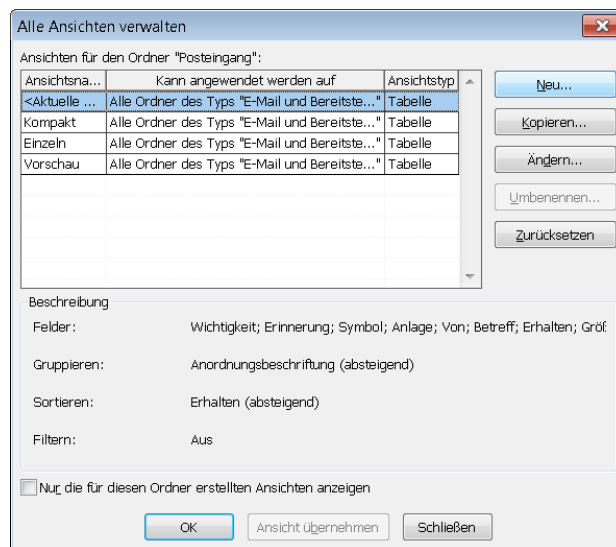 Alle Ansichten verwalten
Ansichten für den Ordner "Posteingang":
Ansichtsna... Kann angewendet werden auf Ansichtstyp
<Aktuelle ... Alle Ordner des Typs "E-Mail und Bereitste..." Tabelle
Kompakt Alle Ordner des Typs "E-Mail und Bereitste..." Tabelle
Einzeln Alle Ordner des Typs "E-Mail und Bereitste..." Tabelle
Vorschau Alle Ordner des Typs "E-Mail und Bereitste..." Tabelle
Neu...
Kopieren...
Ändern...
Umbenennen...
Zurücksetzen
Beschreibung
Felder: Wichtigkeit; Erinnerung; Symbol; Anlage; Von; Betreff; Erhalten;
Gruppieren: Anordnungsbeschriftung (absteigend)
Sortieren: Erhalten (absteigend)
Filtern: Aus
Nur die für diesen Ordner erstellten Ansichten anzeigen
OK Ansicht übernehmen Schließen